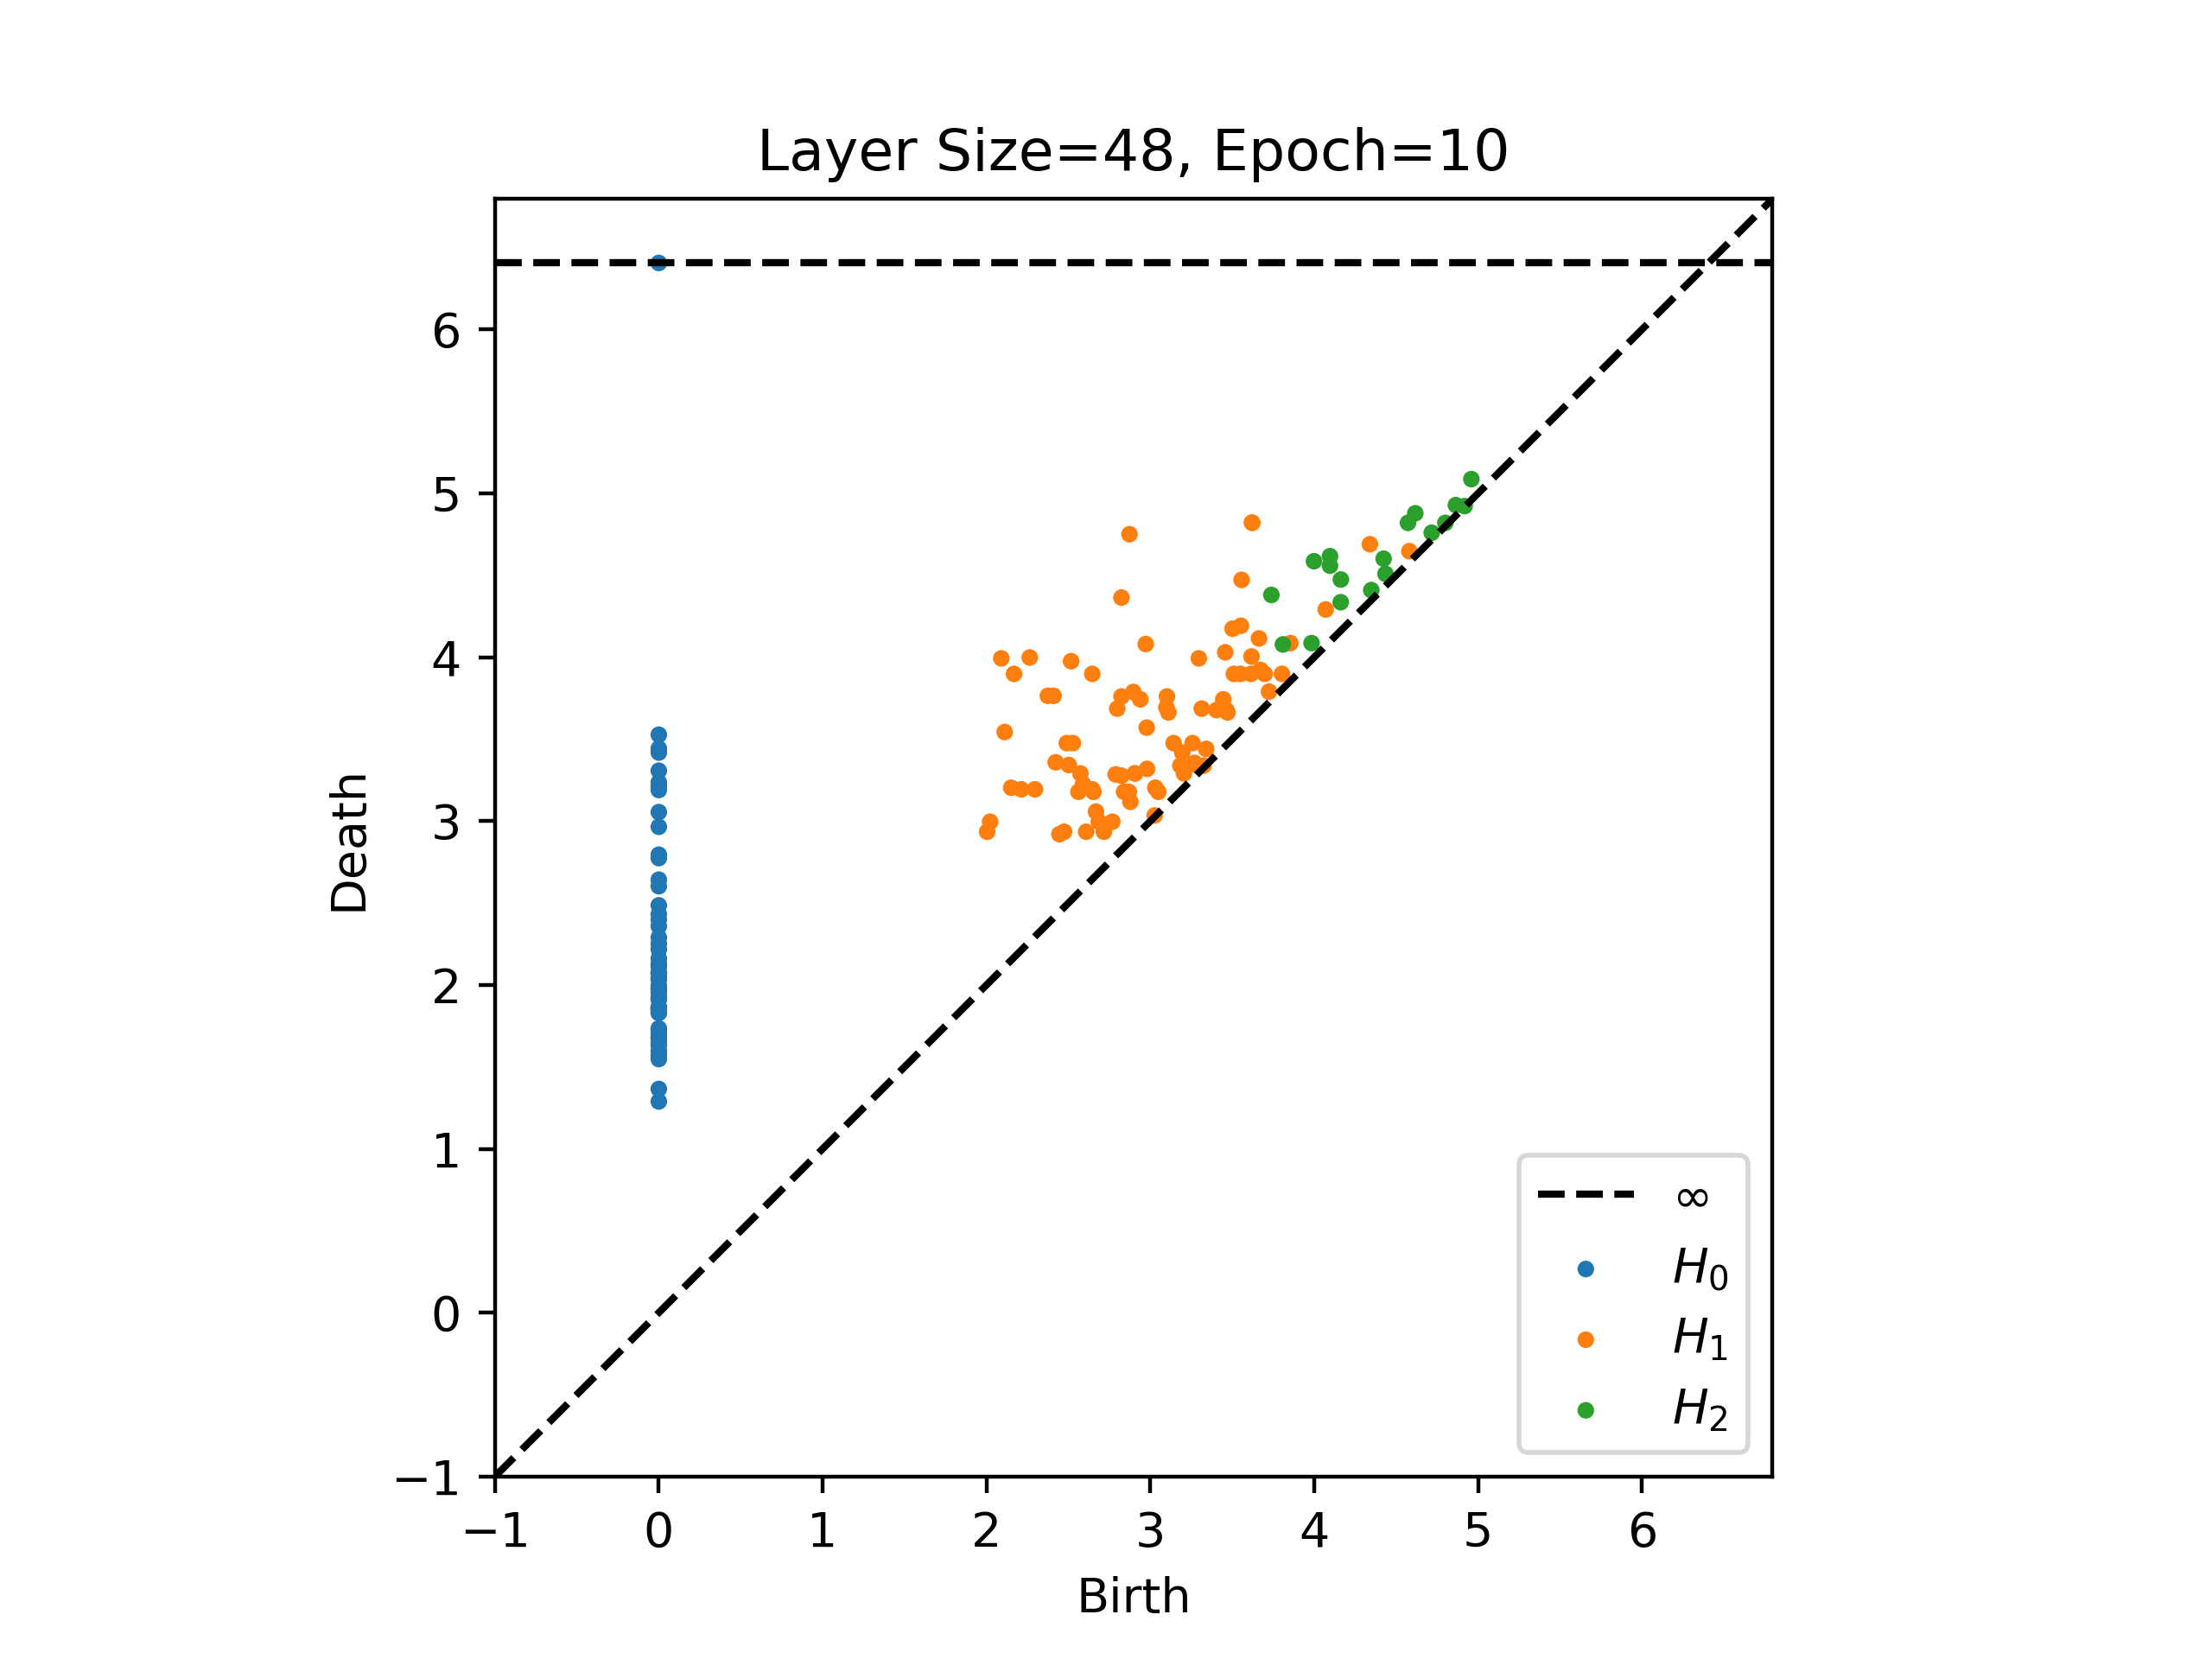 Layer Size=48, Epoch=10
6
5
4
3
2
1
0
−1
Death
−1 0 1 2 3 4 5 6
Birth
∞
H₀
H₁
H₂